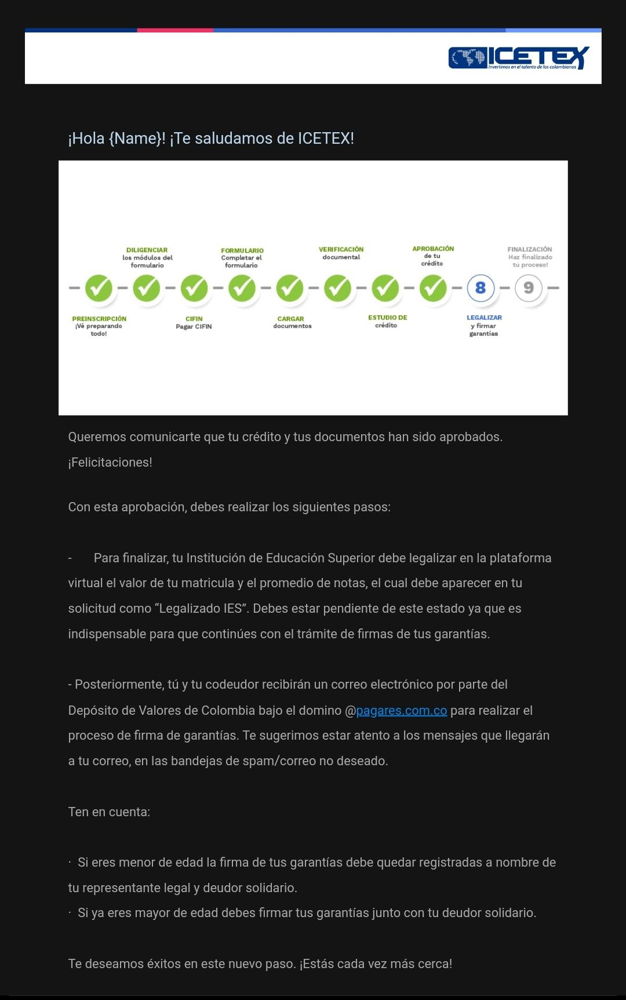 ICETEX
Invertimos en el talento de los colombianos
¡Hola {Name}! ¡Te saludamos de ICETEX!
DILIGENCIAR
los módulos del
formulario
FORMULARIO
Completar el
formulario
VERIFICACIÓN
documental
APROBACIÓN
de tu
crédito
FINALIZACIÓN
Haz finalizado
tu proceso!
8
9
PREINSCRIPCIÓN
¡Vé preparando
todo!
CIFIN
Pagar CIFIN
CARGAR
documentos
ESTUDIO DE
crédito
LEGALIZAR
y firmar
garantías
Queremos comunicarte que tu crédito y tus documentos han sido aprobados.
¡Felicitaciones!
Con esta aprobación, debes realizar los siguientes pasos:
- Para finalizar, tu Institución de Educación Superior debe legalizar en la plataforma
virtual el valor de tu matricula y el promedio de notas, el cual debe aparecer en tu
solicitud como “Legalizado IES”. Debes estar pendiente de este estado ya que es
indispensable para que continúes con el trámite de firmas de tus garantías.
- Posteriormente, tú y tu codeudor recibirán un correo electrónico por parte del
Depósito de Valores de Colombia bajo el domino @pagares.com.co para realizar el
proceso de firma de garantías. Te sugerimos estar atento a los mensajes que llegarán
a tu correo, en las bandejas de spam/correo no deseado.
Ten en cuenta:
· Si eres menor de edad la firma de tus garantías debe quedar registradas a nombre de
tu representante legal y deudor solidario.
· Si ya eres mayor de edad debes firmar tus garantías junto con tu deudor solidario.
Te deseamos éxitos en este nuevo paso. ¡Estás cada vez más cerca!